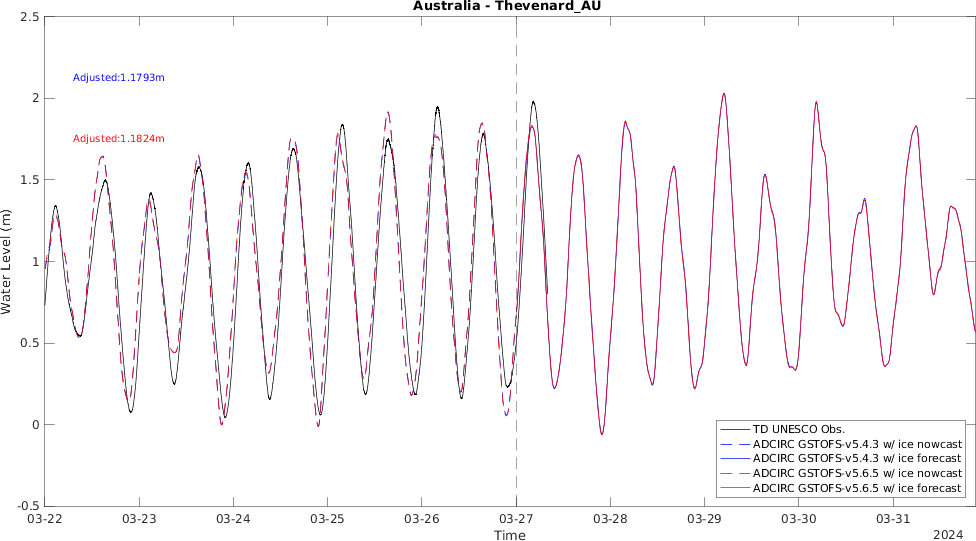 Australia - Thevenard_AU
2.5
2
1.5
1
0.5
0
-0.5
Water Level (m)
Adjusted:1.1793m
Adjusted:1.1824m
TD UNESCO Obs.
ADCIRC GSTOFS-v5.4.3 w/ ice nowcast
ADCIRC GSTOFS-v5.4.3 w/ ice forecast
ADCIRC GSTOFS-v5.6.5 w/ ice nowcast
ADCIRC GSTOFS-v5.6.5 w/ ice forecast
03-22 03-23 03-24 03-25 03-26 03-27 03-28 03-29 03-30 03-31
Time
2024